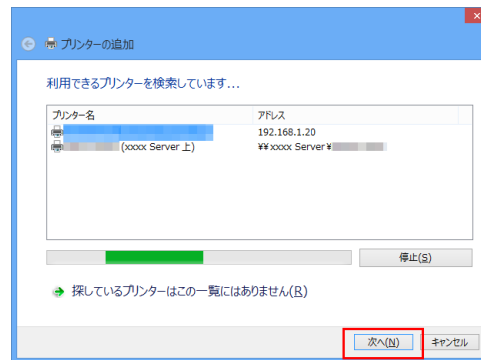 プリンターの追加
利用できるプリンターを検索しています...
プリンター名 アドレス
192.168.1.20
(xxxx Server 上) ¥¥ xxxx Server ¥
停止(S)
探しているプリンターはこの一覧にはありません(R)
次へ(N) キャンセル